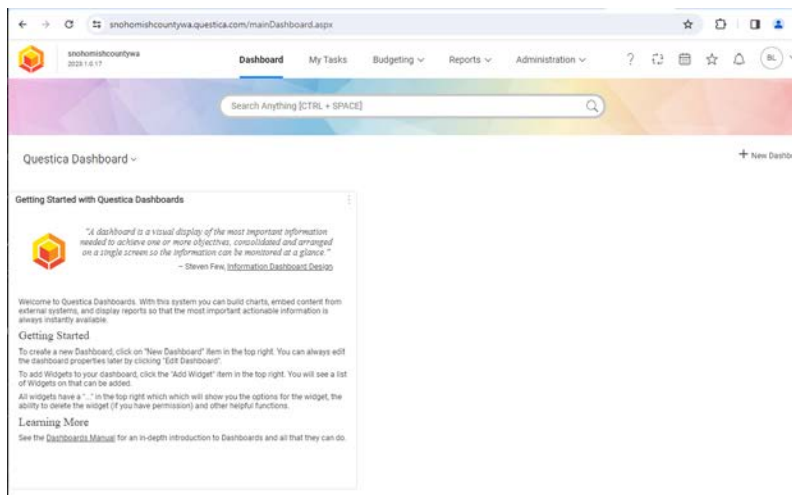 snohomishcountywa.questica.com/mainDashboard.aspx
snohomishcountywa
2023.1.0.17
Dashboard My Tasks Budgeting Reports Administration ? BL
Search Anything [CTRL + SPACE]
Questica Dashboard
+ New Dashbo
Getting Started with Questica Dashboards
"A dashboard is a visual display of the most important information
needed to achieve one or more objectives, consolidated and arranged
on a single screen so the information can be monitored at a glance."
– Steven Few, Information Dashboard Design
Welcome to Questica Dashboards. With this system you can build charts, embed content from
external systems, and display reports so that the most important actionable information is
always instantly available.
Getting Started
To create a new Dashboard, click on "New Dashboard" item in the top right. You can always edit
the dashboard properties later by clicking "Edit Dashboard".
To add Widgets to your dashboard, click the "Add Widget" item in the top right. You will see a list
of Widgets on that can be added.
All widgets have a "..." in the top right which which will show you the options for the widget, the
ability to delete the widget (if you have permission) and other helpful functions.
Learning More
See the Dashboards Manual for an in-depth introduction to Dashboards and all that they can do.